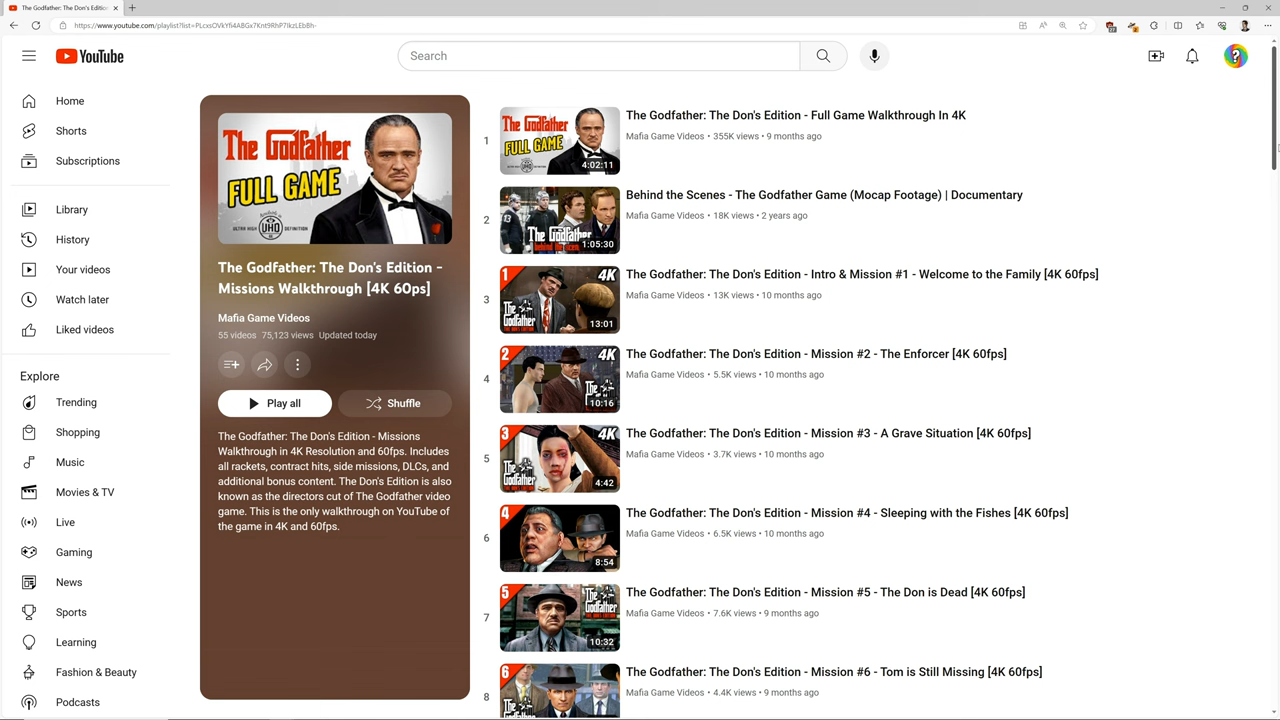 The Godfather: The Don's Edition
https://www.youtube.com/playlist?list=
YouTube
Search
Home
Shorts
Subscriptions
Library
History
Your videos
Watch later
Liked videos
Explore
Trending
Shopping
Music
Movies & TV
Live
Gaming
News
Sports
Learning
Fashion & Beauty
Podcasts
The Godfather
FULL GAME
ULTRA HIGH UHD DEFINITION
The Godfather: The Don's Edition -
Missions Walkthrough [4K 60ps]
Mafia Game Videos
55 videos 75,123 views Updated today
Play all
Shuffle
The Godfather: The Don's Edition - Missions
Walkthrough in 4K Resolution and 60fps. Includes
all rackets, contract hits, side missions, DLCs, and
additional bonus content. The Don's Edition is also
known as the directors cut of The Godfather video
game. This is the only walkthrough on YouTube of
the game in 4K and 60fps.
1
The Godfather
FULL GAME
UHD
4:02:11
The Godfather: The Don's Edition - Full Game Walkthrough In 4K
Mafia Game Videos • 355K views • 9 months ago
2
The Godfather
behind the scenes
1:05:30
Behind the Scenes - The Godfather Game (Mocap Footage) | Documentary
Mafia Game Videos • 18K views • 2 years ago
3
1
4K
The Godfather
THE DON'S EDITION
13:01
The Godfather: The Don's Edition - Intro & Mission #1 - Welcome to the Family [4K 60fps]
Mafia Game Videos • 13K views • 10 months ago
4
2
4K
The Godfather
10:16
The Godfather: The Don's Edition - Mission #2 - The Enforcer [4K 60fps]
Mafia Game Videos • 5.5K views • 10 months ago
5
3
4K
The Godfather
THE DON'S EDITION
4:42
The Godfather: The Don's Edition - Mission #3 - A Grave Situation [4K 60fps]
Mafia Game Videos • 3.7K views • 10 months ago
6
4
8:54
The Godfather: The Don's Edition - Mission #4 - Sleeping with the Fishes [4K 60fps]
Mafia Game Videos • 6.5K views • 10 months ago
7
5
The Godfather
THE DON'S EDITION
10:32
The Godfather: The Don's Edition - Mission #5 - The Don is Dead [4K 60fps]
Mafia Game Videos • 7.6K views • 9 months ago
8
6
The Godfather
The Godfather: The Don's Edition - Mission #6 - Tom is Still Missing [4K 60fps]
Mafia Game Videos • 4.4K views • 9 months ago